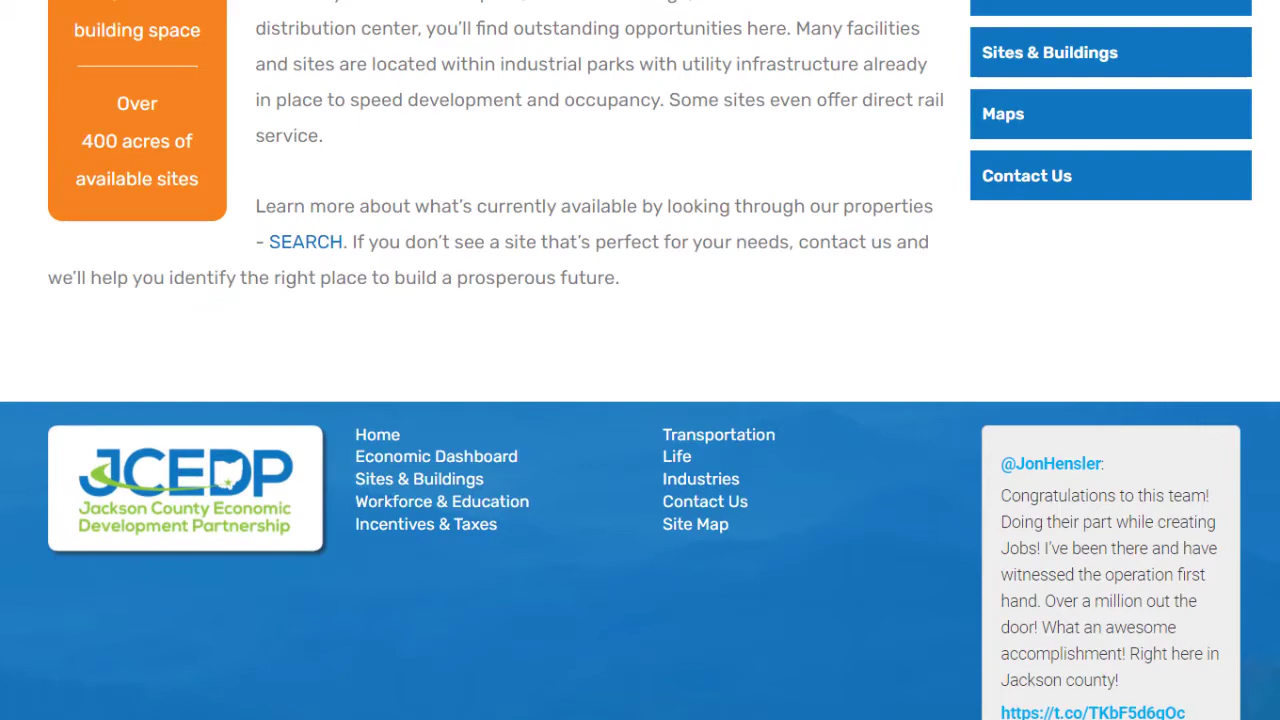 building space
Over
400 acres of
available sites
distribution center, you’ll find outstanding opportunities here. Many facilities
and sites are located within industrial parks with utility infrastructure already
in place to speed development and occupancy. Some sites even offer direct rail
service.
Learn more about what’s currently available by looking through our properties
- SEARCH. If you don’t see a site that’s perfect for your needs, contact us and
we’ll help you identify the right place to build a prosperous future.
Sites & Buildings
Maps
Contact Us
JCEDP
Jackson County Economic
Development Partnership
Home
Economic Dashboard
Sites & Buildings
Workforce & Education
Incentives & Taxes
Transportation
Life
Industries
Contact Us
Site Map
@JonHensler:
Congratulations to this team!
Doing their part while creating
Jobs! I've been there and have
witnessed the operation first
hand. Over a million out the
door! What an awesome
accomplishment! Right here in
Jackson county!
https://t.co/TKbF5d6gOc